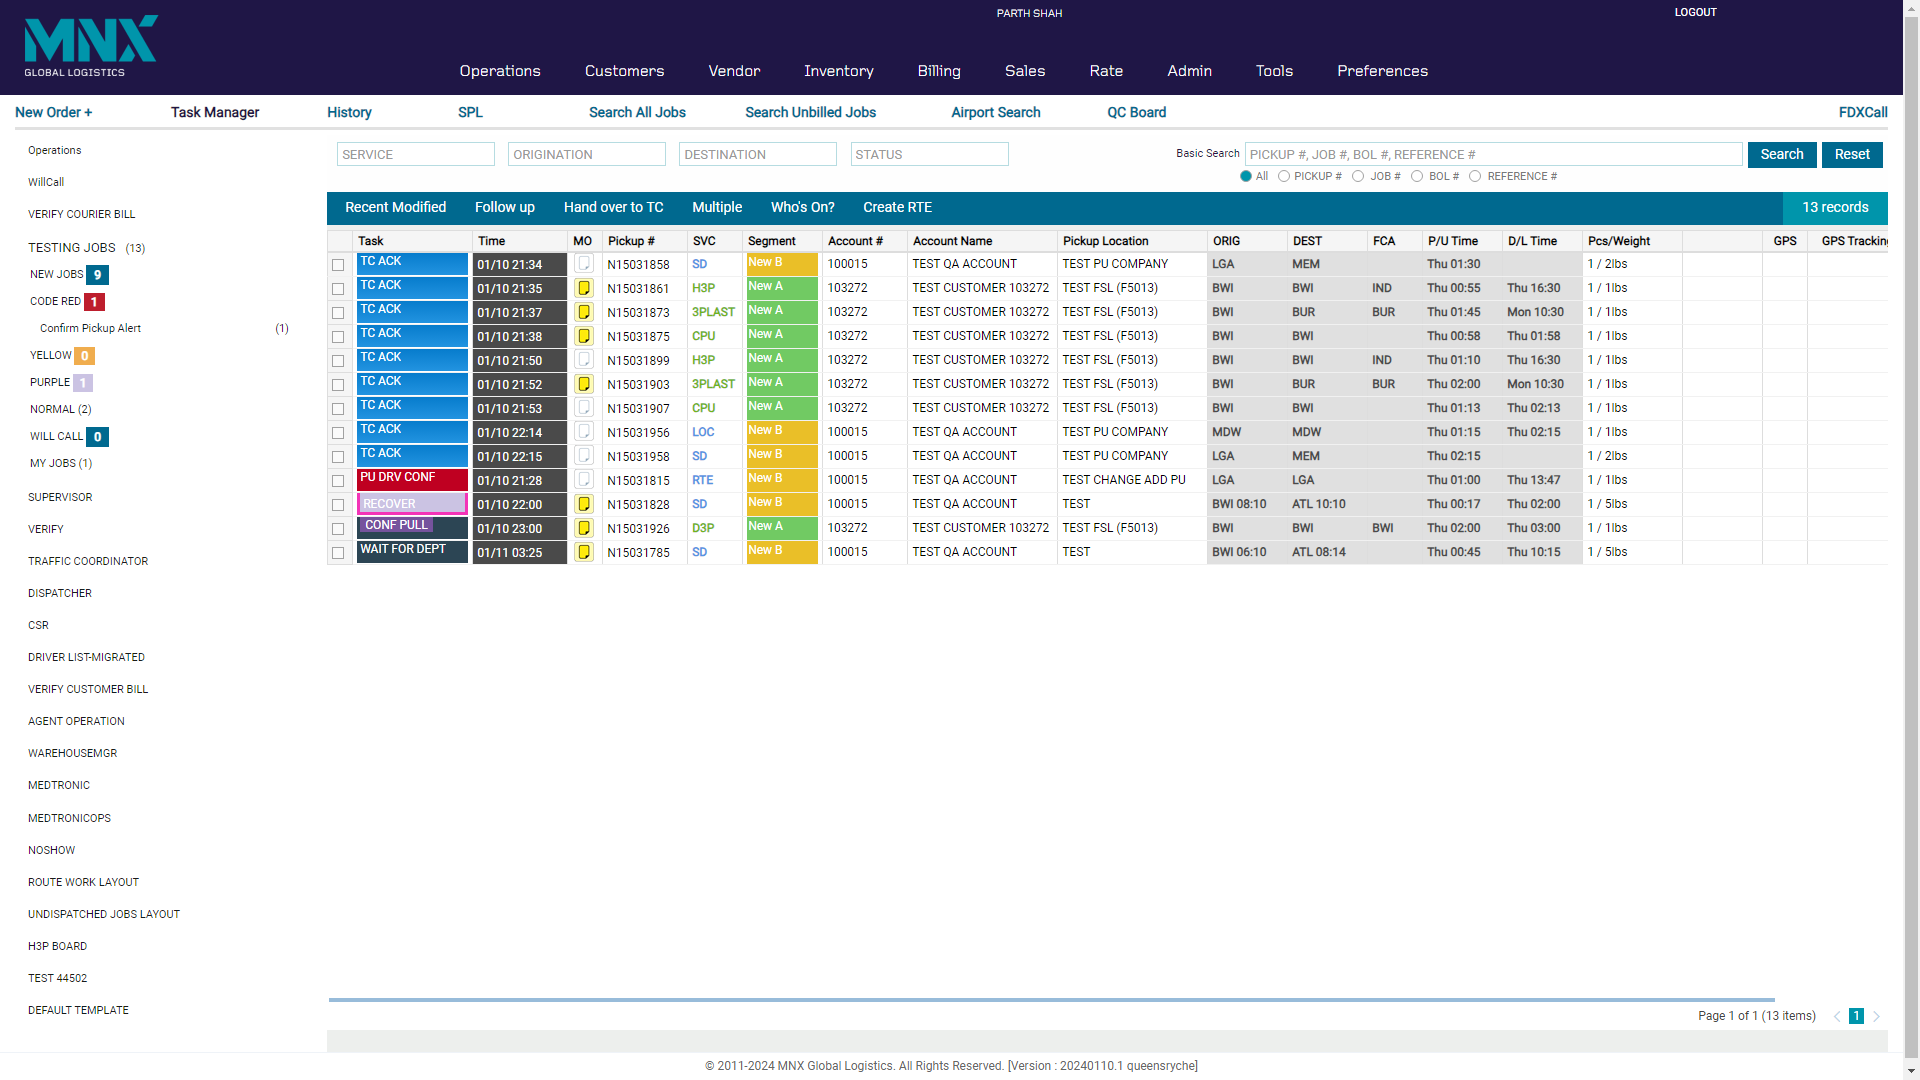 PARTH SHAH
LOGOUT
MNX
GLOBAL LOGISTICS
Operations Customers Vendor Inventory Billing Sales Rate Admin Tools Preferences
New Order + Task Manager History SPL Search All Jobs Search Unbilled Jobs Airport Search QC Board FDXCall
Operations
WillCall
VERIFY COURIER BILL
TESTING JOBS (13)
NEW JOBS 9
CODE RED 1
Confirm Pickup Alert (1)
YELLOW 0
PURPLE 1
NORMAL (2)
WILL CALL 0
MY JOBS (1)
SUPERVISOR
VERIFY
TRAFFIC COORDINATOR
DISPATCHER
CSR
DRIVER LIST-MIGRATED
VERIFY CUSTOMER BILL
AGENT OPERATION
WAREHOUSEMGR
MEDTRONIC
MEDTRONICOPS
NOSHOW
ROUTE WORK LAYOUT
UNDISPATCHED JOBS LAYOUT
H3P BOARD
TEST 44502
DEFAULT TEMPLATE
SERVICE ORIGINATION DESTINATION STATUS Basic Search PICKUP #, JOB #, BOL #, REFERENCE # Search Reset
All PICKUP # JOB # BOL # REFERENCE #
Recent Modified Follow up Hand over to TC Multiple Who's On? Create RTE 13 records
Task Time MO Pickup # SVC Segment Account # Account Name Pickup Location ORIG DEST FCA P/U Time D/L Time Pcs/Weight GPS GPS Tracking
TC ACK 01/10 21:34 N15031858 SD New B 100015 TEST QA ACCOUNT TEST PU COMPANY LGA MEM Thu 01:30 1 / 2lbs
TC ACK 01/10 21:35 N15031861 H3P New A 103272 TEST CUSTOMER 103272 TEST FSL (F5013) BWI BWI IND Thu 00:55 Thu 16:30 1 / 1lbs
TC ACK 01/10 21:37 N15031873 3PLAST New A 103272 TEST CUSTOMER 103272 TEST FSL (F5013) BWI BUR BUR Thu 01:45 Mon 10:30 1 / 1lbs
TC ACK 01/10 21:38 N15031875 CPU New A 103272 TEST CUSTOMER 103272 TEST FSL (F5013) BWI BWI Thu 00:58 Thu 01:58 1 / 1lbs
TC ACK 01/10 21:50 N15031899 H3P New A 103272 TEST CUSTOMER 103272 TEST FSL (F5013) BWI BWI IND Thu 01:10 Thu 16:30 1 / 1lbs
TC ACK 01/10 21:52 N15031903 3PLAST New A 103272 TEST CUSTOMER 103272 TEST FSL (F5013) BWI BUR BUR Thu 02:00 Mon 10:30 1 / 1lbs
TC ACK 01/10 21:53 N15031907 CPU New A 103272 TEST CUSTOMER 103272 TEST FSL (F5013) BWI BWI Thu 01:13 Thu 02:13 1 / 1lbs
TC ACK 01/10 22:14 N15031956 LOC New B 100015 TEST QA ACCOUNT TEST PU COMPANY MDW MDW Thu 01:15 Thu 02:15 1 / 1lbs
TC ACK 01/10 22:15 N15031958 SD New B 100015 TEST QA ACCOUNT TEST PU COMPANY LGA MEM Thu 02:15 1 / 2lbs
PU DRV CONF 01/10 21:28 N15031815 RTE New B 100015 TEST QA ACCOUNT TEST CHANGE ADD PU LGA LGA Thu 01:00 Thu 13:47 1 / 1lbs
RECOVER 01/10 22:00 N15031828 SD New B 100015 TEST QA ACCOUNT TEST BWI 08:10 ATL 10:10 Thu 00:17 Thu 02:00 1 / 5lbs
CONF PULL 01/10 23:00 N15031926 D3P New A 103272 TEST CUSTOMER 103272 TEST FSL (F5013) BWI BWI BWI Thu 02:00 Thu 03:00 1 / 1lbs
WAIT FOR DEPT 01/11 03:25 N15031785 SD New B 100015 TEST QA ACCOUNT TEST BWI 06:10 ATL 08:14 Thu 00:45 Thu 10:15 1 / 5lbs
Page 1 of 1 (13 items) 1
© 2011-2024 MNX Global Logistics. All Rights Reserved. [Version : 20240110.1 queensryche]